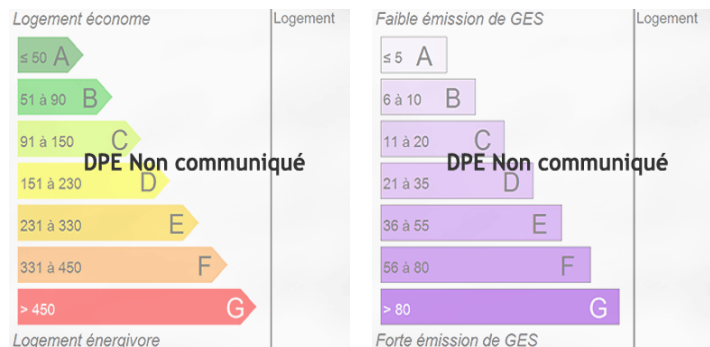 Logement économe
Logement
≤ 50 A
51 à 90 B
91 à 150 C
DPE Non communiqué
151 à 230 D
231 à 330 E
331 à 450 F
> 450 G
Logement énergivore
Faible émission de GES
Logement
≤ 5 A
6 à 10 B
11 à 20 C
DPE Non communiqué
21 à 35 D
36 à 55 E
56 à 80 F
> 80 G
Forte émission de GES